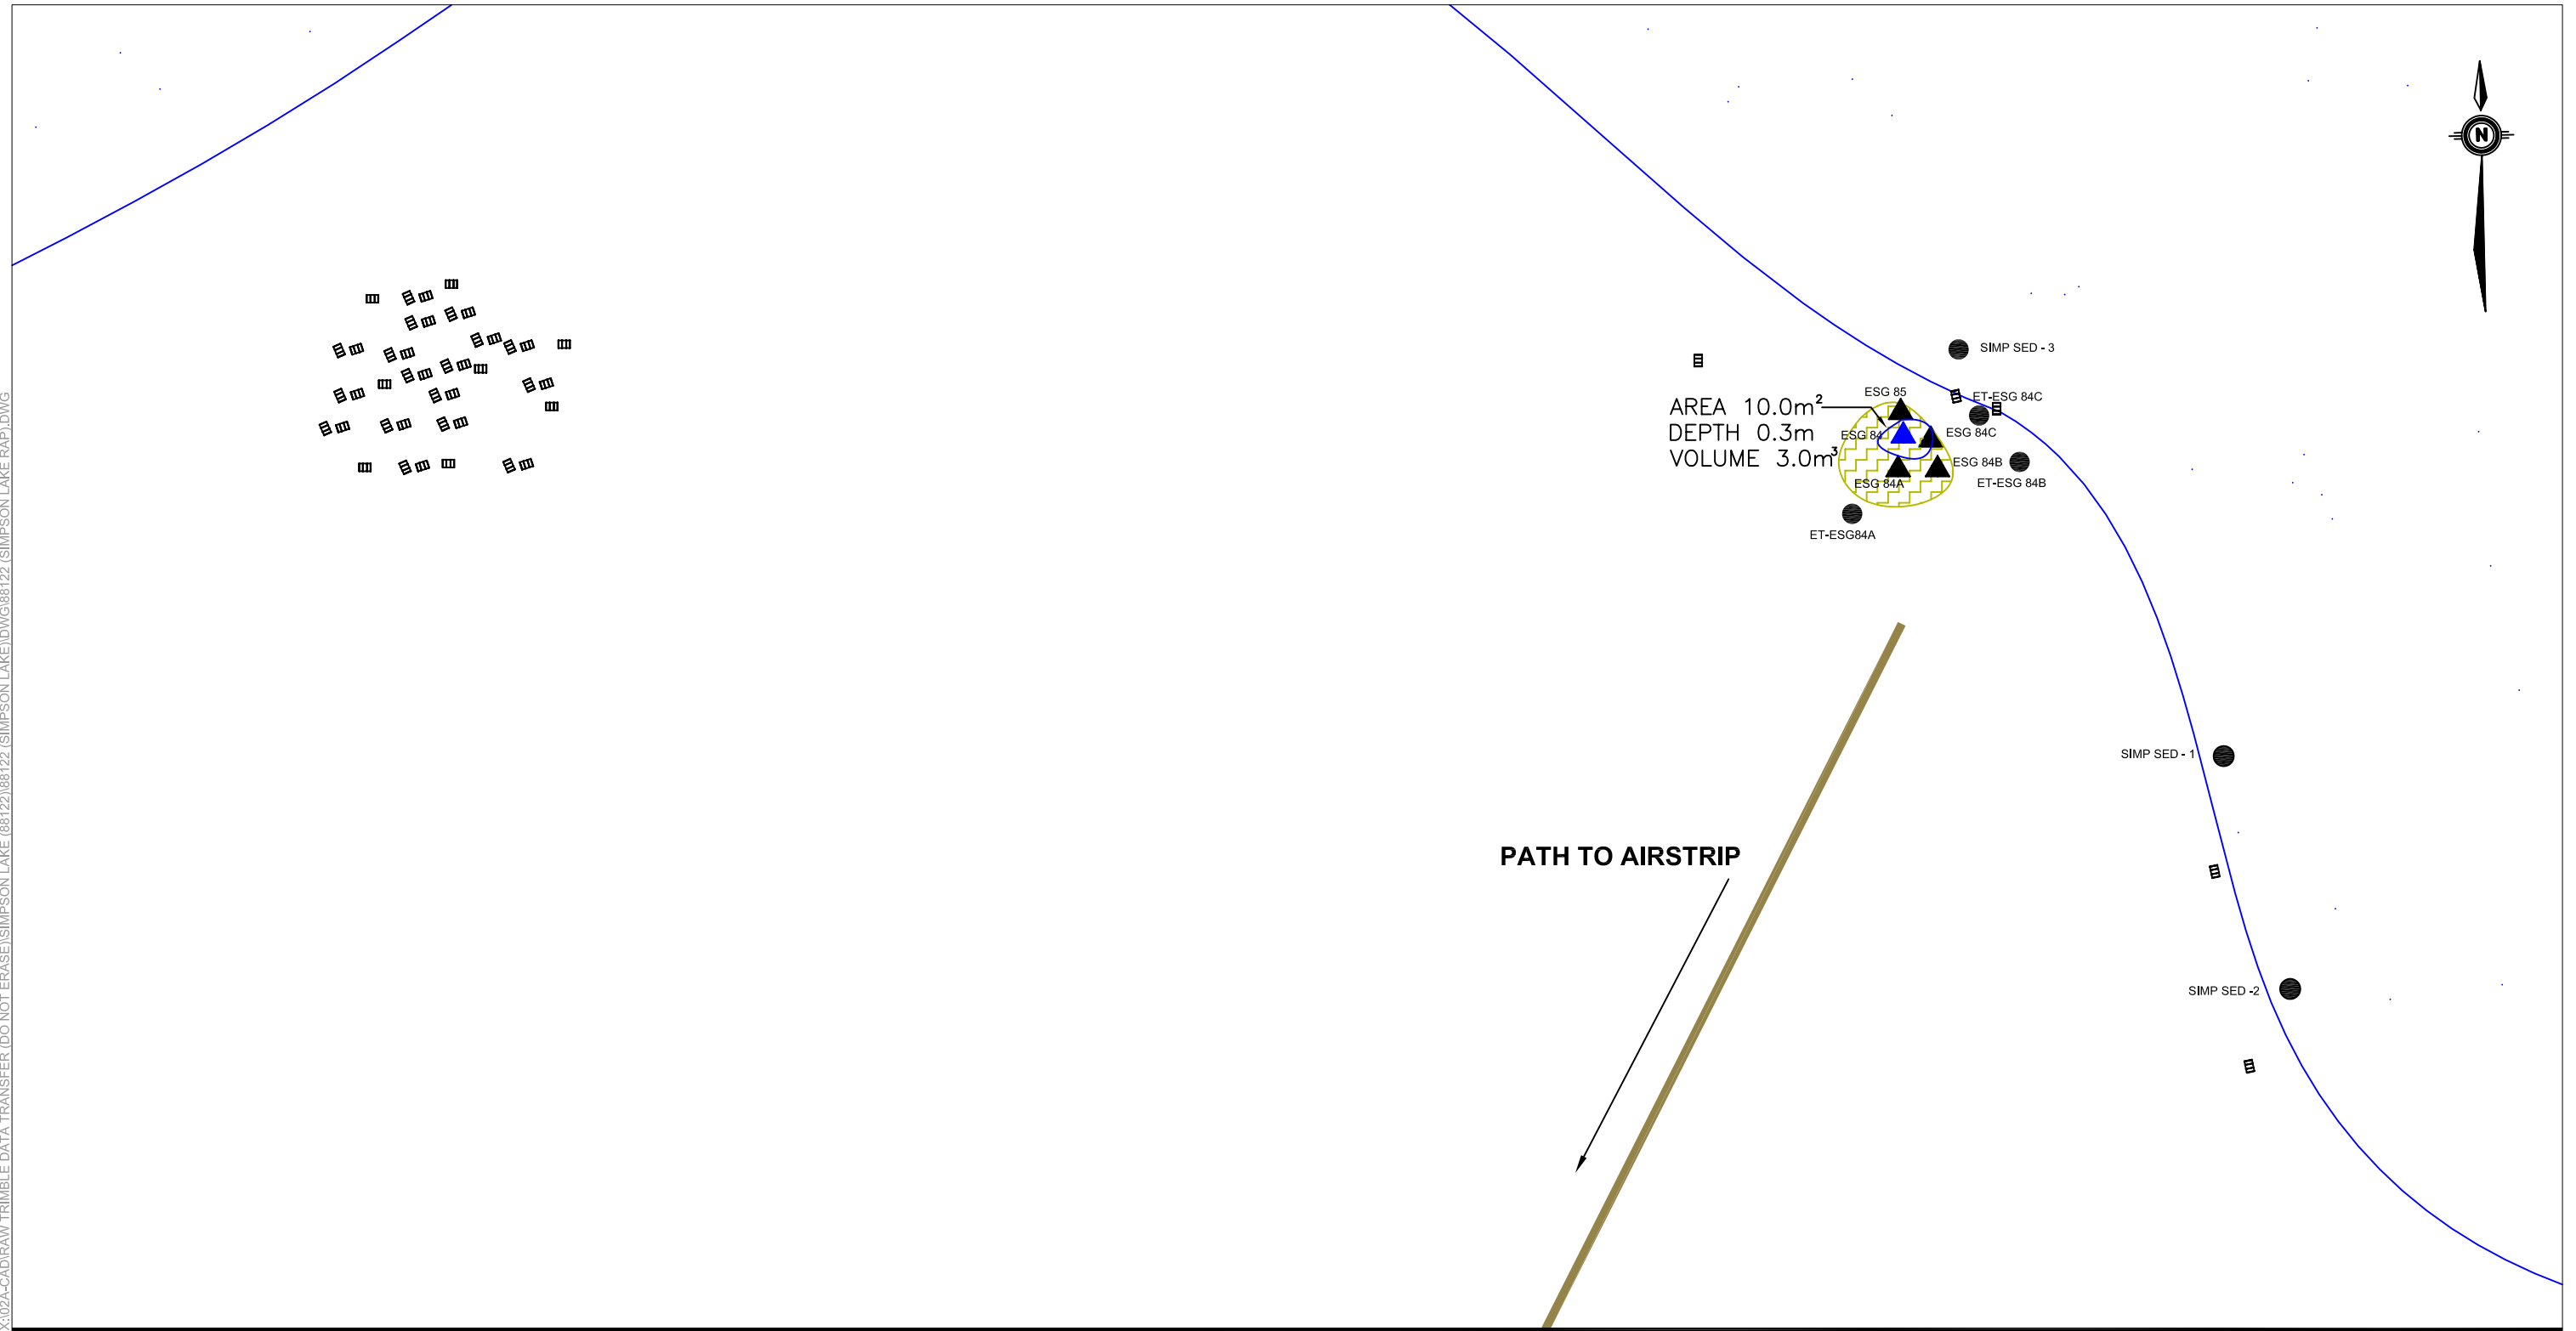 N
SIMP SED - 3
ESG 85
ET-ESG 84C
AREA 10.0m²
DEPTH 0.3m
VOLUME 3.0m³
ESG 84
ESG 84C
ESG 84B
ESG 84A
ET-ESG 84B
ET-ESG84A
SIMP SED - 1
PATH TO AIRSTRIP
SIMP SED -2
X:\02A-CAD\RAW TRIMBLE DATA TRANSFER (DO NOT ERASE)\SIMPSON LAKE (88122)\88122 (SIMPSON LAKE)\DWG\88122 (SIMPSON LAKE RAP).DWG